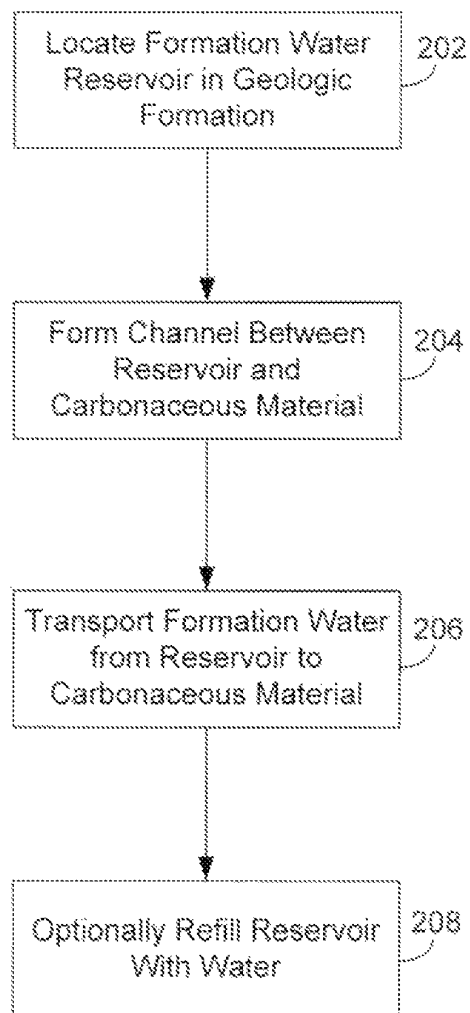 Locate Formation Water
Reservoir in Geologic
Formation
202
Form Channel Between
Reservoir and
Carbonaceous Material
204
Transport Formation Water
from Reservoir to
Carbonaceous Material
206
Optionally Refill Reservoir
With Water
208